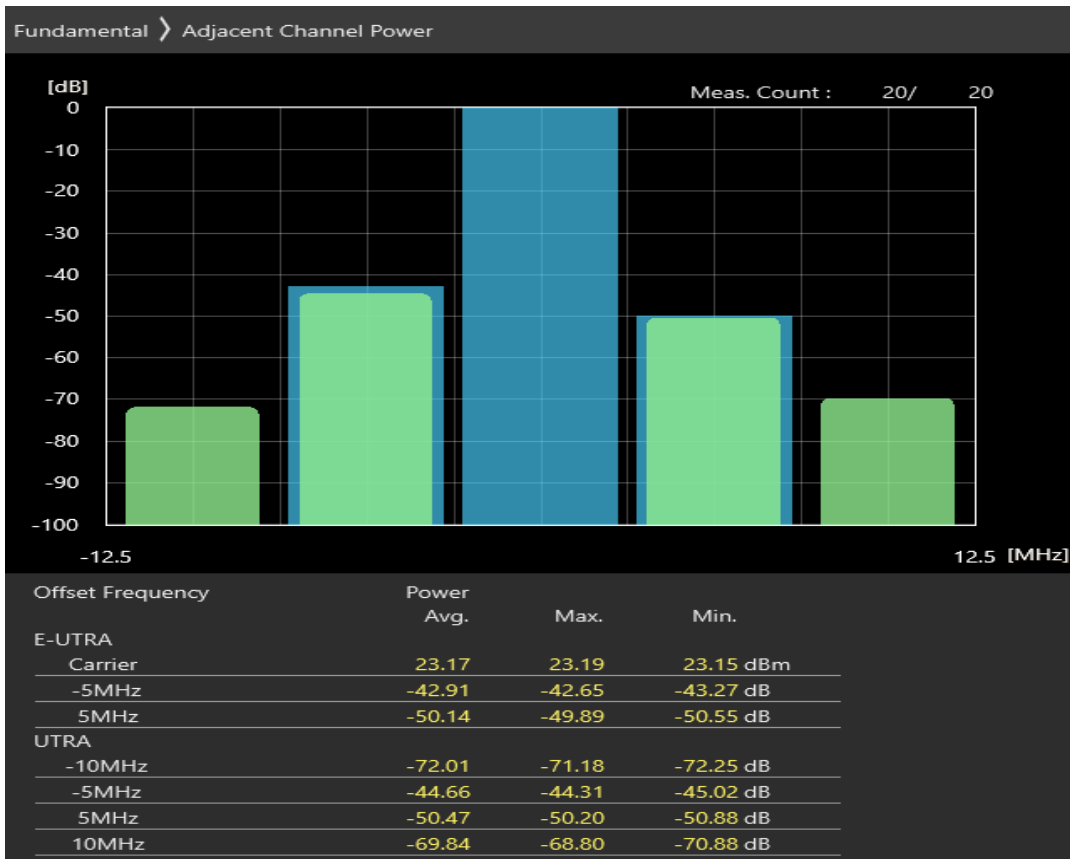 Fundamental 〉 Adjacent Channel Power
[dB]
Meas. Count : 20/ 20
0
-10
-20
-30
-40
-50
-60
-70
-80
-90
-100
-12.5 12.5 [MHz]
Offset Frequency Power
Avg. Max. Min.
E-UTRA
Carrier 23.17 23.19 23.15 dBm
-5MHz -42.91 -42.65 -43.27 dB
5MHz -50.14 -49.89 -50.55 dB
UTRA
-10MHz -72.01 -71.18 -72.25 dB
-5MHz -44.66 -44.31 -45.02 dB
5MHz -50.47 -50.20 -50.88 dB
10MHz -69.84 -68.80 -70.88 dB